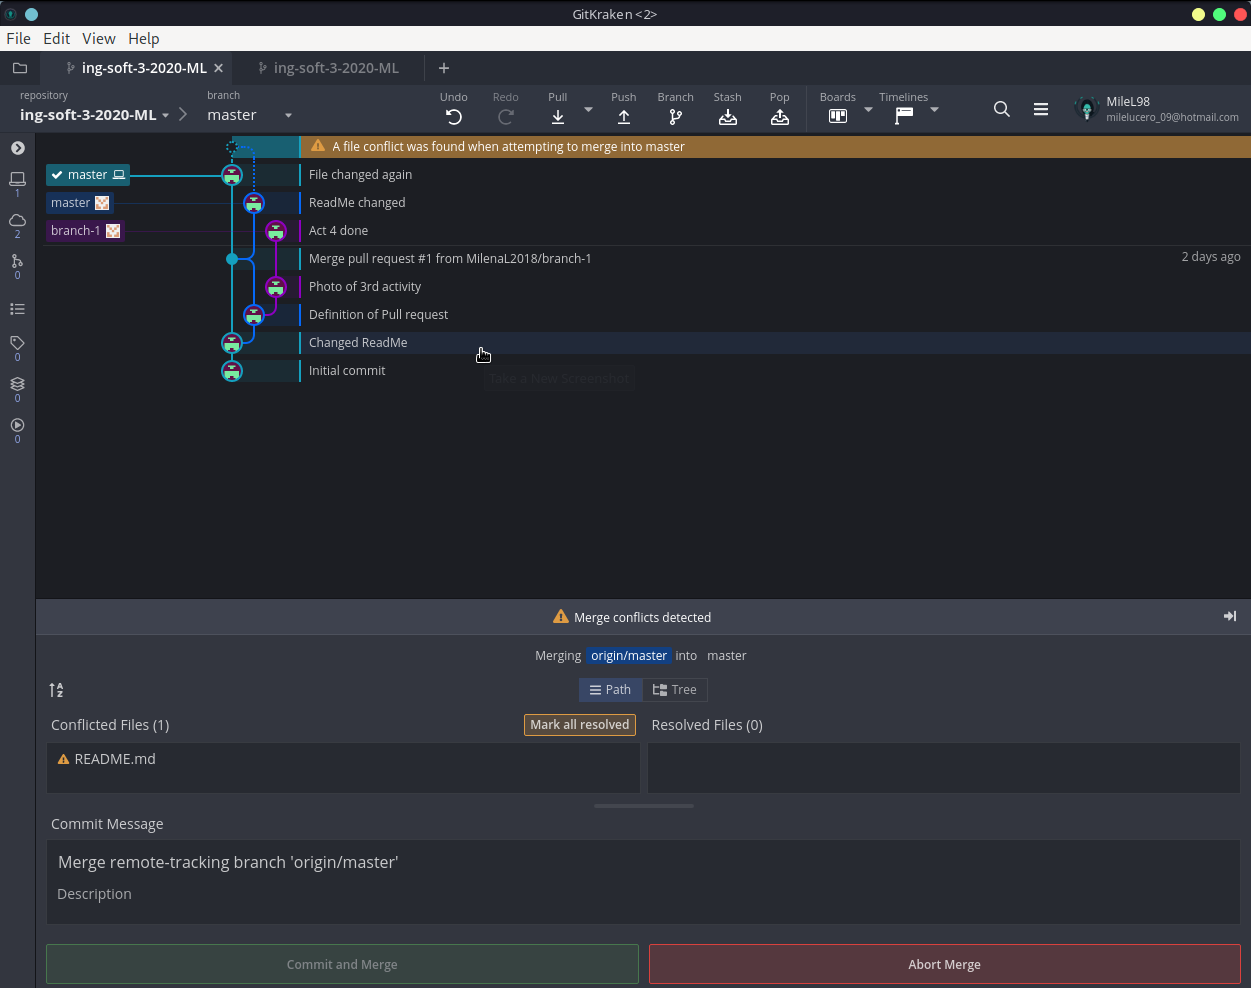 GitKraken <2>
File Edit View Help
ing-soft-3-2020-ML ing-soft-3-2020-ML
repository branch
ing-soft-3-2020-ML master
Undo Redo Pull Push Branch Stash Pop Boards Timelines
MileL98
milelucero_09@hotmail.com
A file conflict was found when attempting to merge into master
master File changed again
master ReadMe changed
branch-1 Act 4 done
Merge pull request #1 from MilenaL2018/branch-1 2 days ago
Photo of 3rd activity
Definition of Pull request
Changed ReadMe
Initial commit
Take a New Screenshot
1
2
0
0
0
0
Merge conflicts detected
Merging origin/master into master
Path Tree
Conflicted Files (1) Mark all resolved Resolved Files (0)
README.md
Commit Message
Merge remote-tracking branch 'origin/master'
Description
Commit and Merge Abort Merge